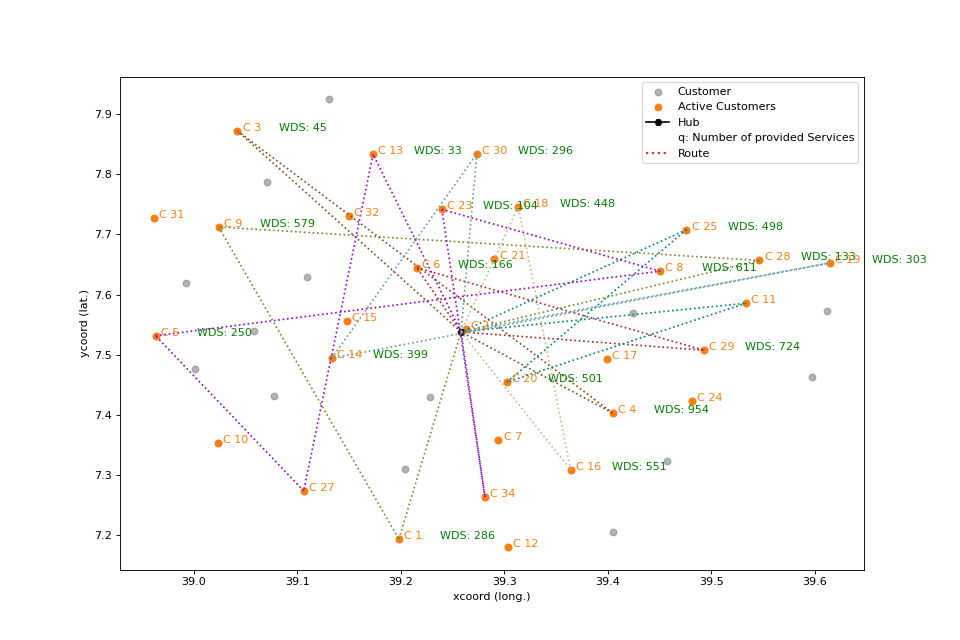 Customer
Active Customers
Hub
q: Number of provided Services
Route
7.9
7.8
7.7
7.6
7.5
7.4
7.3
7.2
ycoord (lat.)
C 3 WDS: 45
C 13 WDS: 33
C 30 WDS: 296
C 31
C 9 WDS: 579
C 32
C 23 WDS: 104
C 18 WDS: 448
C 25 WDS: 498
C 6 WDS: 166
C 21
C 8 WDS: 611
C 28 WDS: 133
C 19 WDS: 303
C 11
C 5 WDS: 250
C 15
C 14 WDS: 399
C 29 WDS: 724
C 17
C 20 WDS: 501
C 24
C 4 WDS: 954
C 10
C 7
C 16 WDS: 551
C 27
C 34
C 1 WDS: 286
C 12
39.0 39.1 39.2 39.3 39.4 39.5 39.6
xcoord (long.)